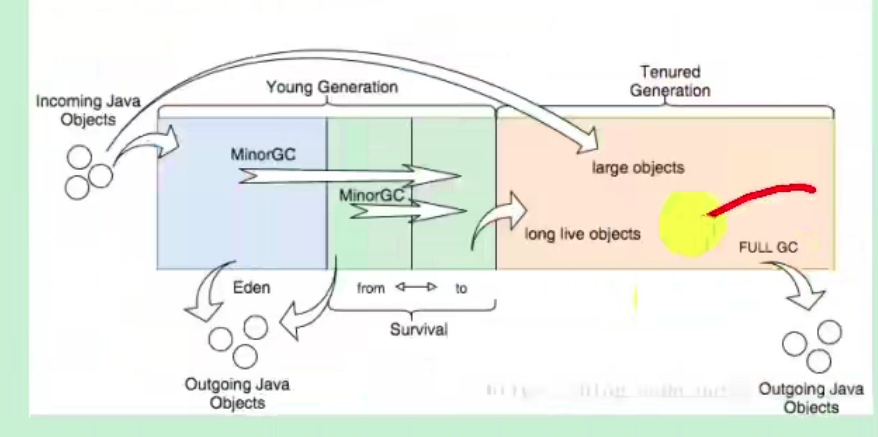 Tenured
Generation
Young Generation
Incoming Java
Objects
MinorGC
large objects
MinorGC
long live objects
FULL GC
Eden
from
to
Survival
Outgoing Java
Objects
Outgoing Java
Objects